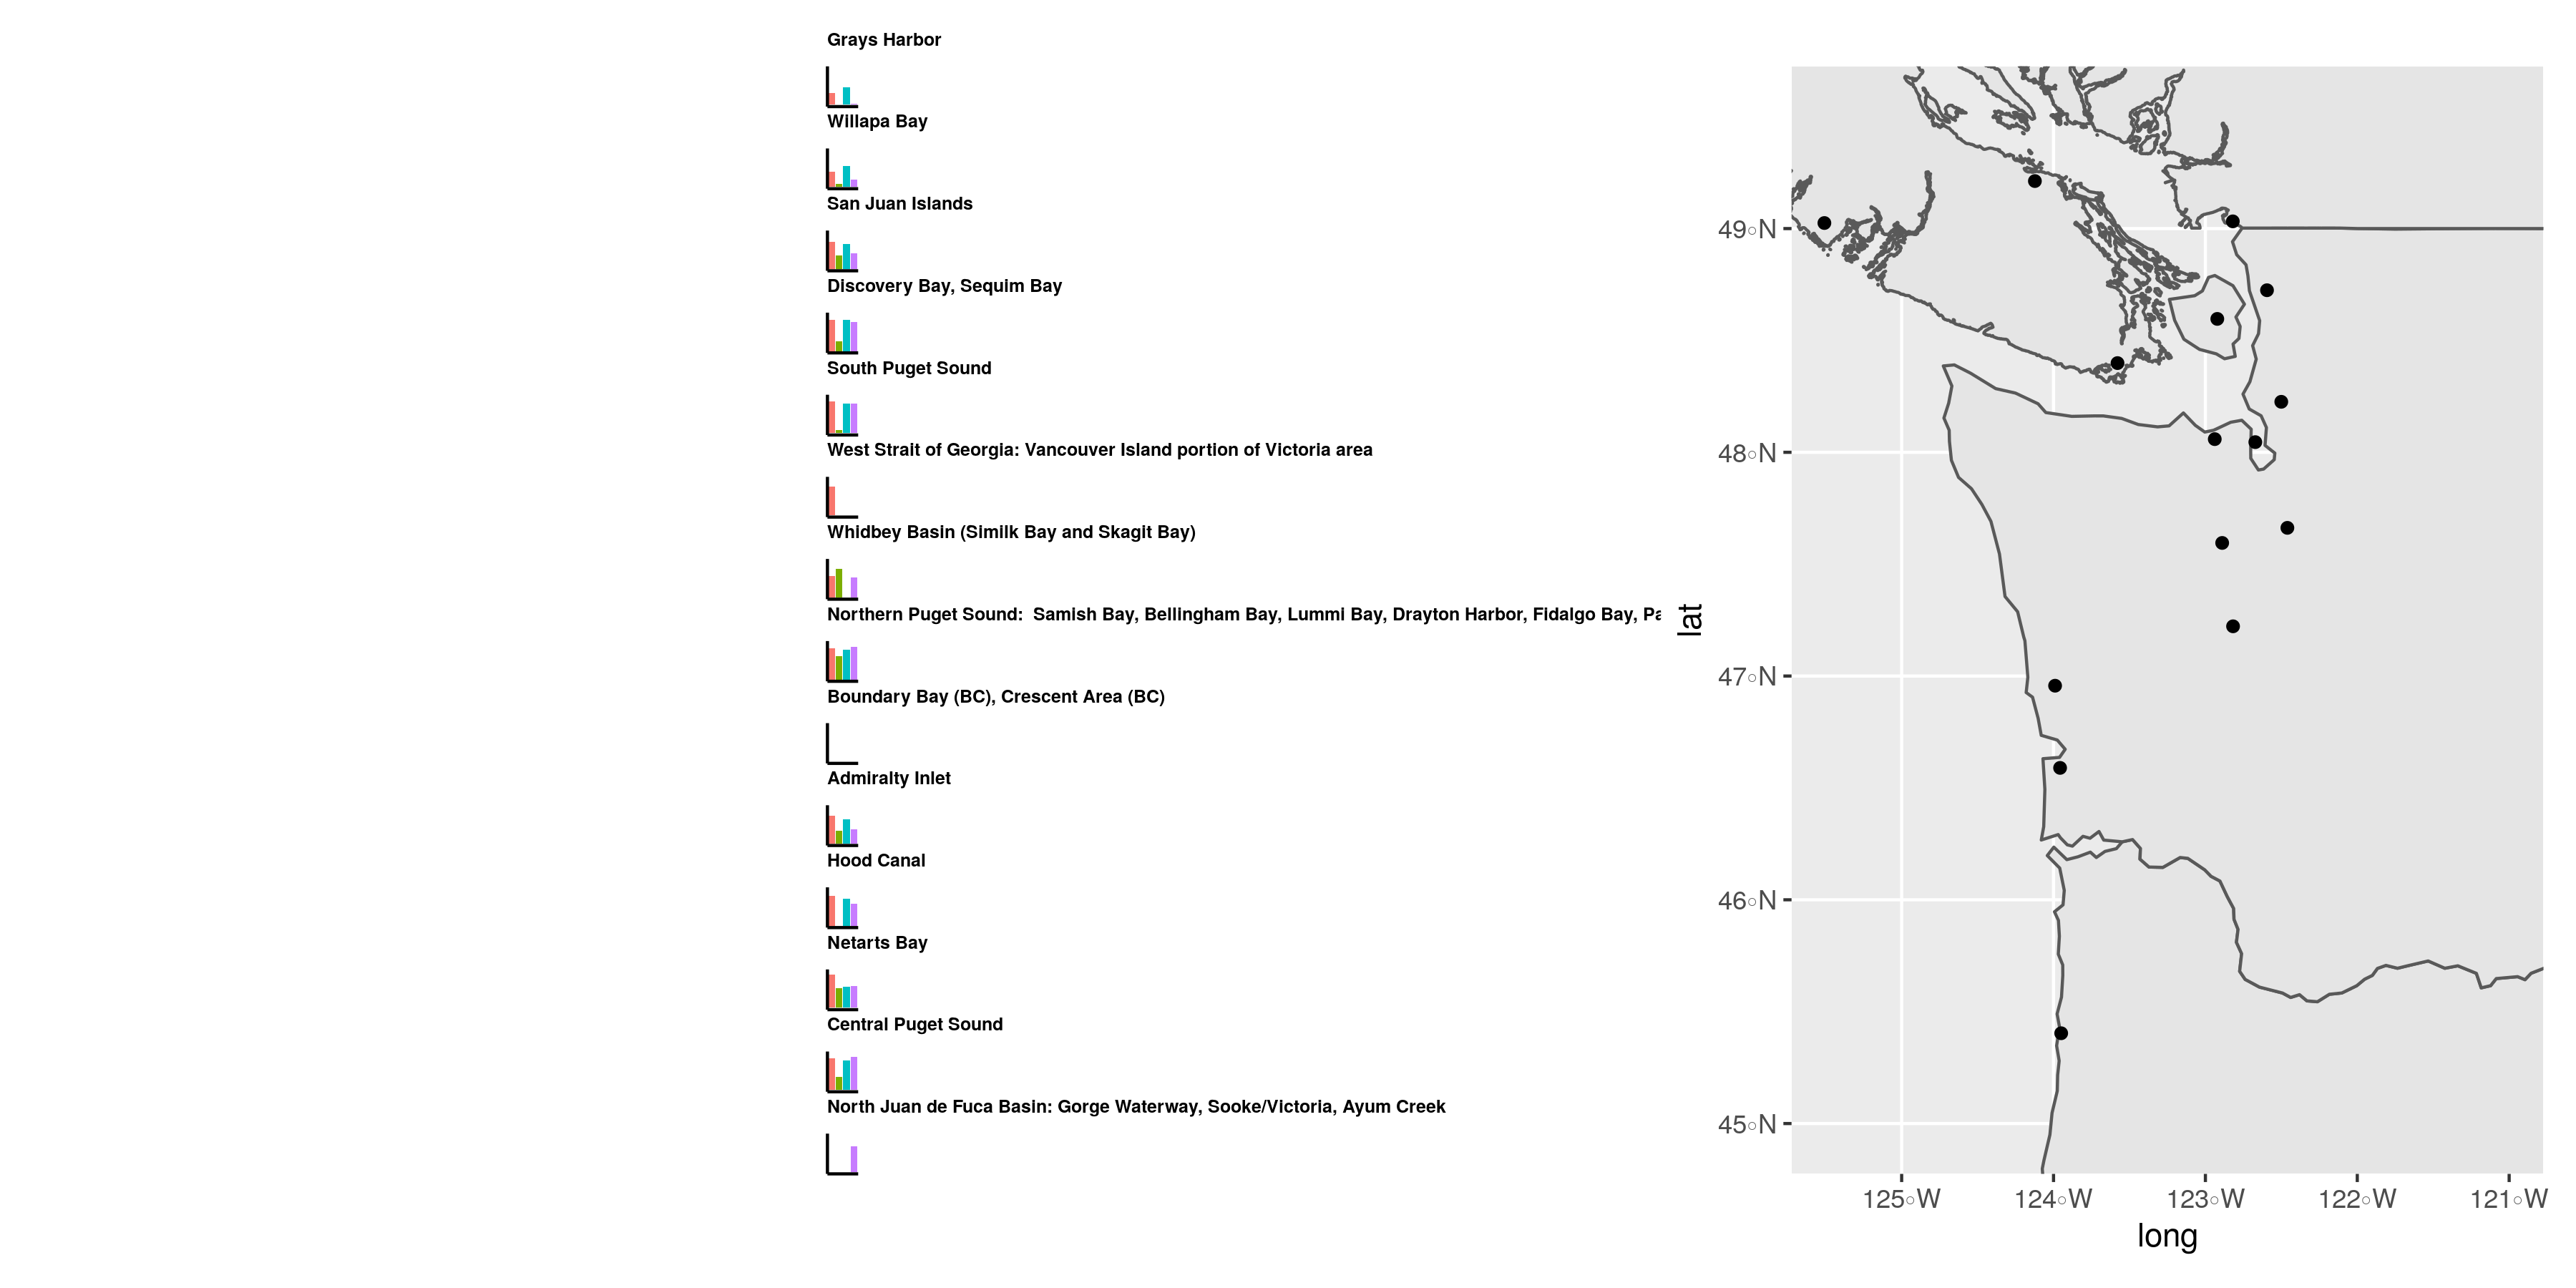 Grays Harbor
Willapa Bay
San Juan Islands
Discovery Bay, Sequim Bay
South Puget Sound
West Strait of Georgia: Vancouver Island portion of Victoria area
Whidbey Basin (Similk Bay and Skagit Bay)
Northern Puget Sound:  Samish Bay, Bellingham Bay, Lummi Bay, Drayton Harbor, Fidalgo Bay,
Boundary Bay (BC), Crescent Area (BC)
Admiralty Inlet
Hood Canal
Netarts Bay
Central Puget Sound
North Juan de Fuca Basin: Gorge Waterway, Sooke/Victoria, Ayum Creek
lat
49◦N
48◦N
47◦N
46◦N
45◦N
125◦W
124◦W
123◦W
122◦W
121◦W
long